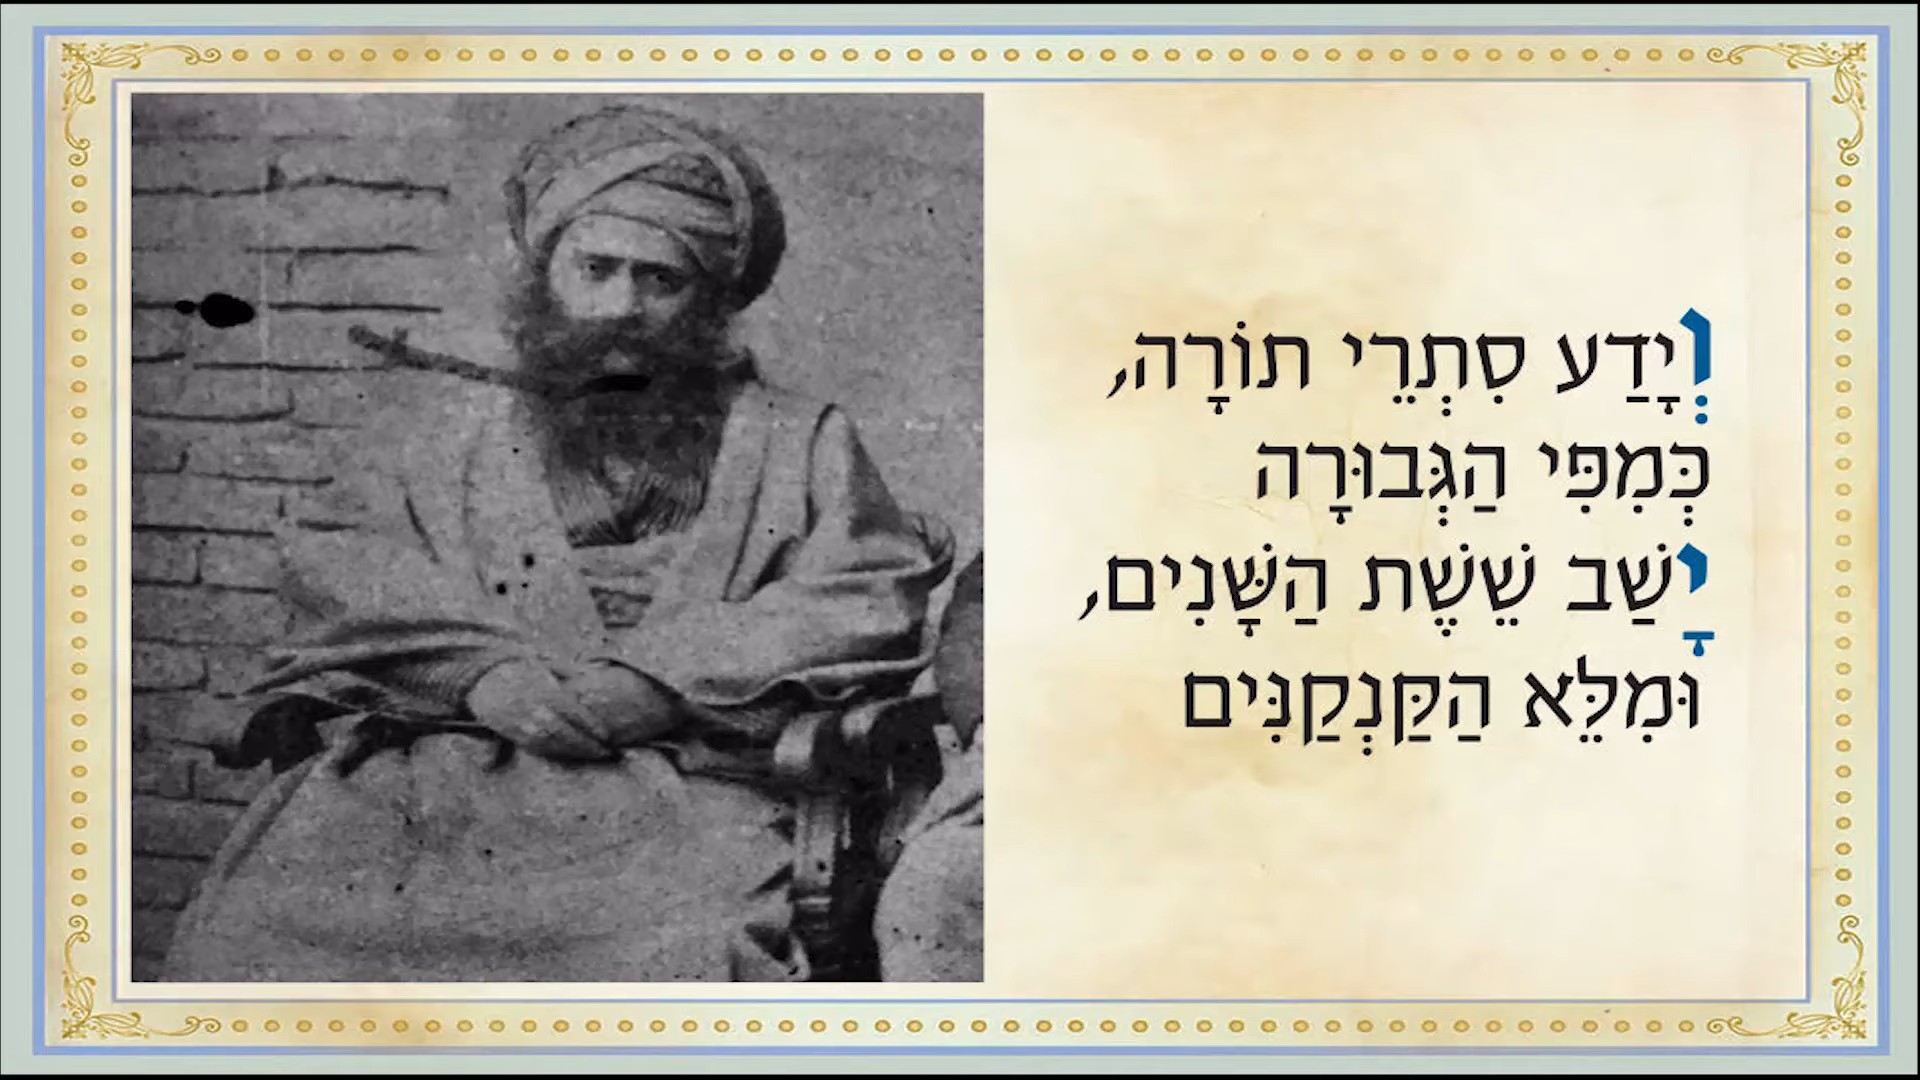 וְיָדַע סִתְרֵי תוֹרָה,
כְּמִפִּי הַגְּבוּרָה
יָשַׁב שֵׁשֶׁת הַשָּׁנִים,
וּמִלֵּא הַקַּנְקַנִּים